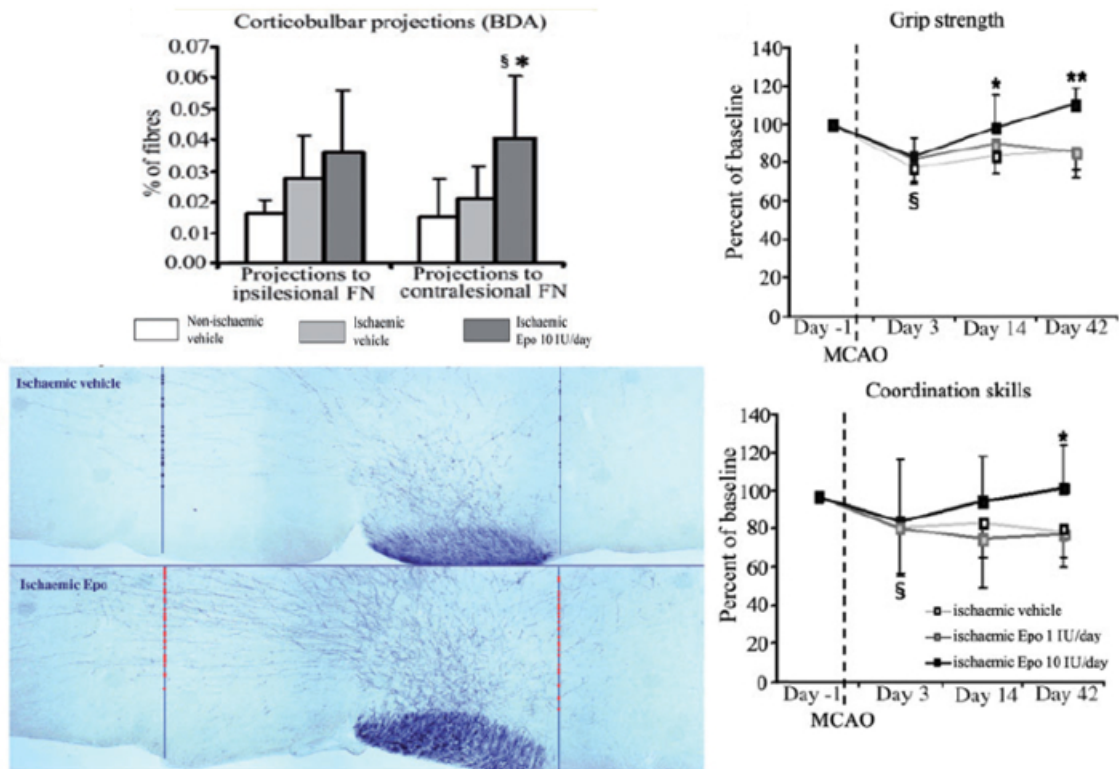 Corticobulbar projections (BDA)
0.07
0.06
0.05
0.04
0.03
0.02
0.01
0.00
% of fibres
§ *
Projections to
ipsilesional FN
Projections to
contralesional FN
Non-ischaemic
vehicle
Ischaemic
vehicle
Ischaemic
Epo 10 IU/day
Ischaemic vehicle
Ischaemic Epo
Grip strength
140
120
100
80
60
40
20
0
Percent of baseline
*
**
§
Day -1
Day 3
Day 14
Day 42
MCAO
Coordination skills
140
120
100
80
60
40
20
0
Percent of baseline
*
§
ischaemic vehicle
ischaemic Epo 1 IU/day
ischaemic Epo 10 IU/day
Day -1
Day 3
Day 14
Day 42
MCAO